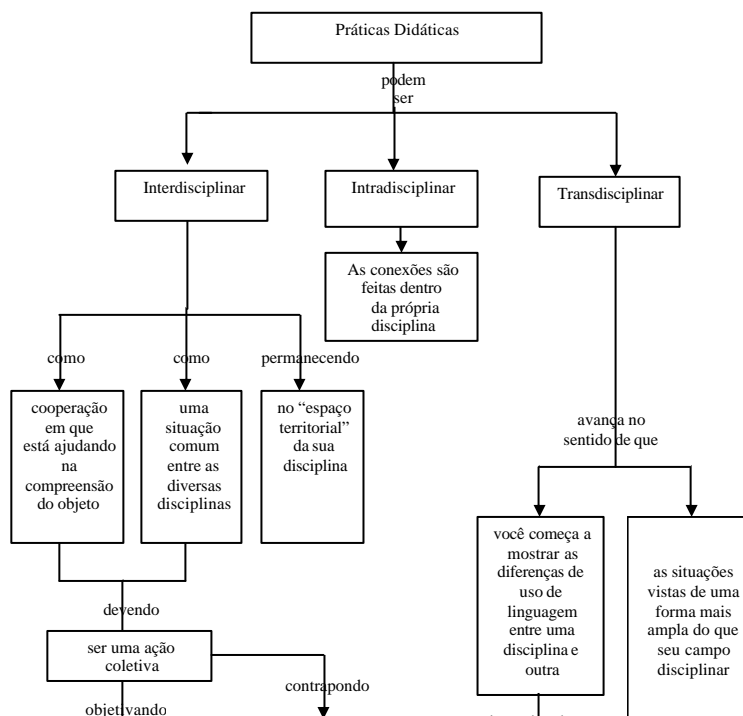 Práticas Didáticas
podem
ser
Interdisciplinar
Intradisciplinar
Transdisciplinar
As conexões são
feitas dentro
da própria
disciplina
como
como
permanecendo
cooperação
em que
está ajudando
na
compreensão
do objeto
uma
situação
comum
entre as
diversas
disciplinas
no “espaço
territorial”
da sua
disciplina
avança no
sentido de que
você começa a
mostrar as
diferenças de
uso de
linguagem
entre uma
disciplina e
outra
as situações
vistas de uma
forma mais
ampla do que
seu campo
disciplinar
devendo
ser uma ação
coletiva
contrapondo
objetivando